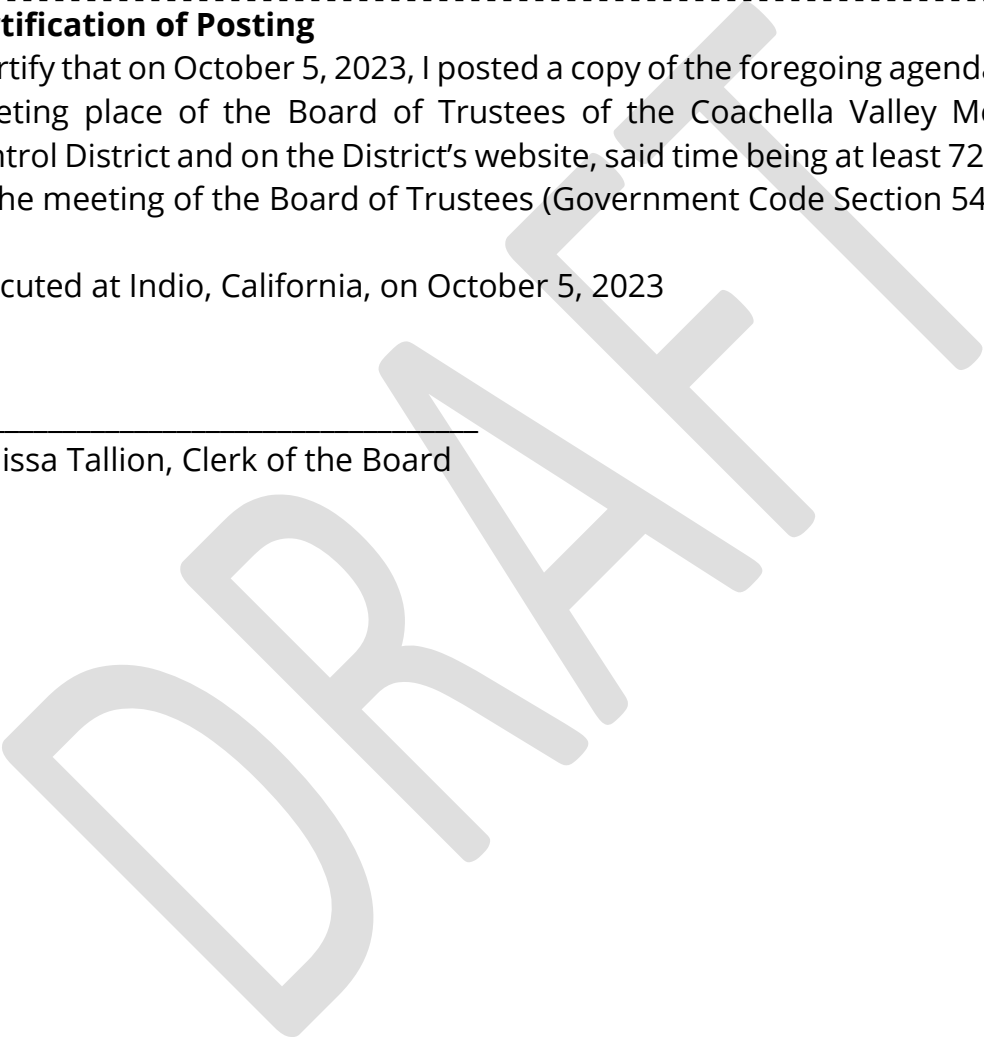 tification of Posting
rtify that on October 5, 2023, I posted a copy of the foregoing agenda
eting place of the Board of Trustees of the Coachella Valley Mo
ntrol District and on the District’s website, said time being at least 72
he meeting of the Board of Trustees (Government Code Section 54
cuted at Indio, California, on October 5, 2023
issa Tallion, Clerk of the Board
DRAFT